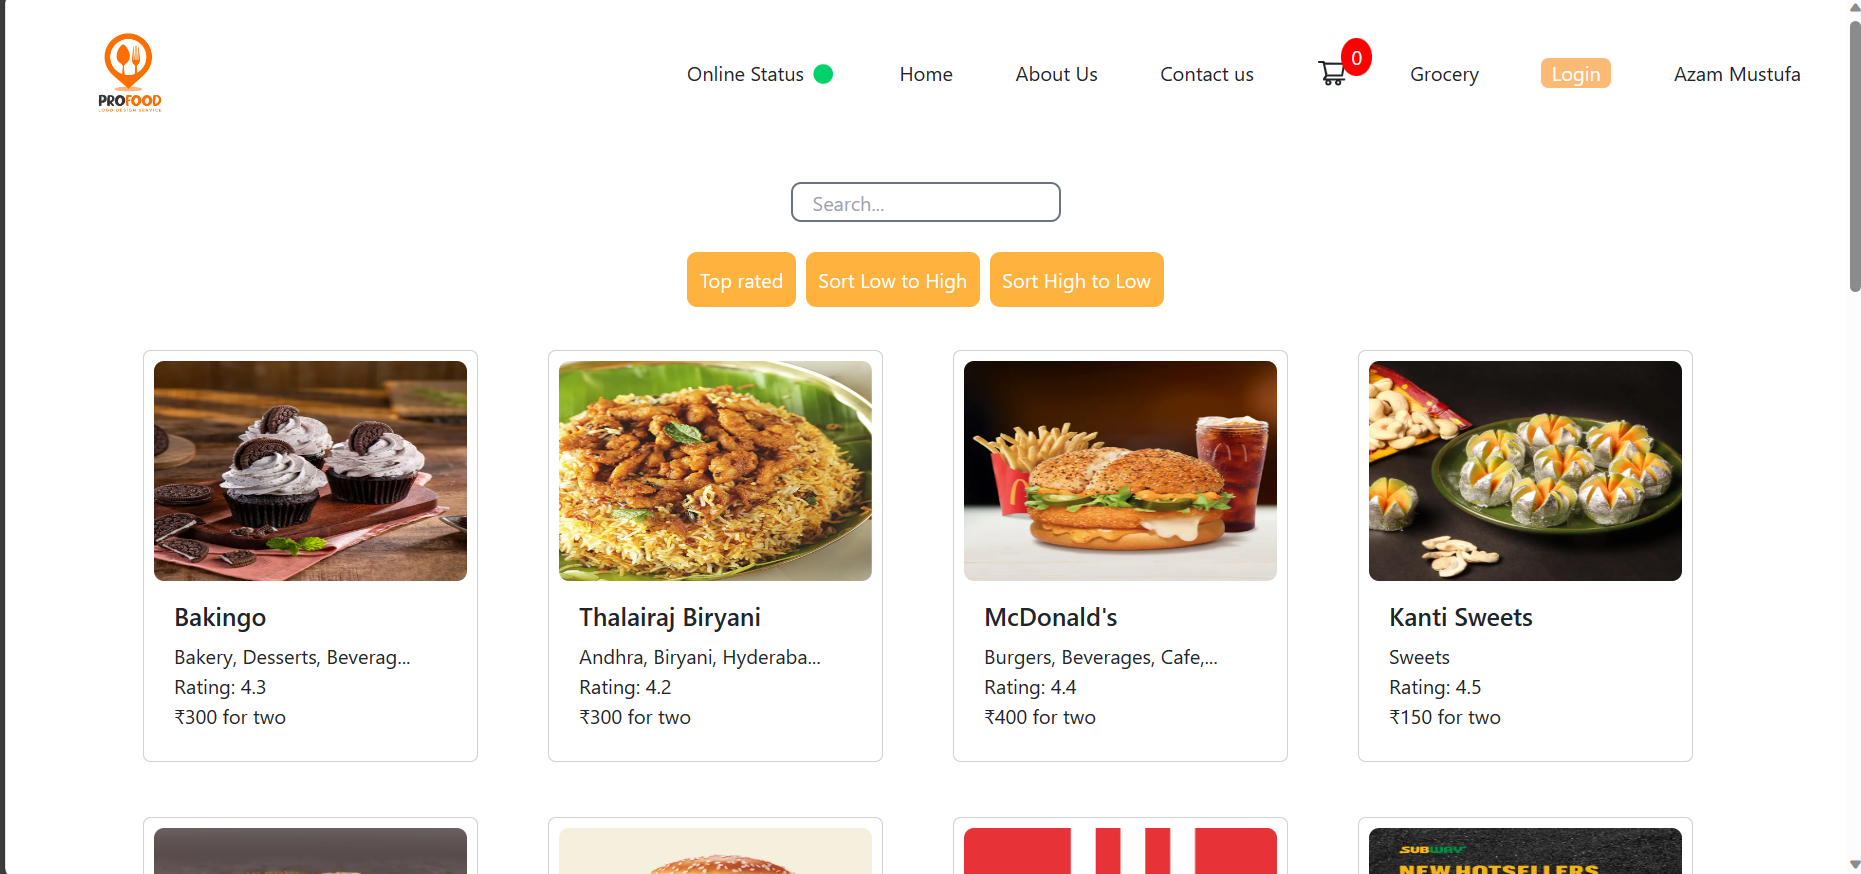 PROFOOD
LOGO DESIGN SERVICE
Online Status
Home
About Us
Contact us
0
Grocery
Login
Azam Mustufa
Search...
Top rated
Sort Low to High
Sort High to Low
Bakingo
Bakery, Desserts, Beverag...
Rating: 4.3
₹300 for two
Thalairaj Biryani
Andhra, Biryani, Hyderaba...
Rating: 4.2
₹300 for two
McDonald's
Burgers, Beverages, Cafe,...
Rating: 4.4
₹400 for two
Kanti Sweets
Sweets
Rating: 4.5
₹150 for two
SUBWAY
NEW HOTSELLERS